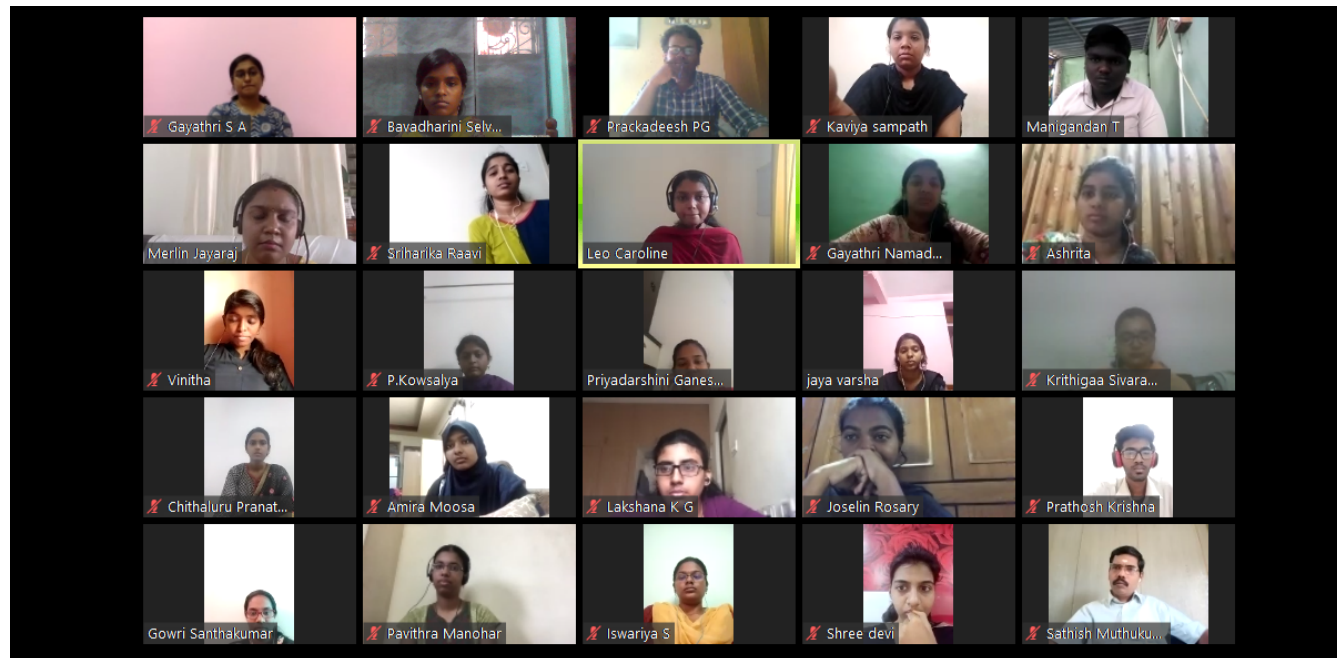 Gayathri S A
Bavadharini Selv...
Prackadeesh PG
Kaviya sampath
Manigandan T
Merlin Jayaraj
Sriharika Raavi
Leo Caroline
Gayathri Namad...
Ashrita
Vinitha
P.Kowsalya
Priyadarshini Ganes...
jaya varsha
Krithigaa Sivara...
Chithaluru Pranat...
Amira Moosa
Lakshana K G
Joselin Rosary
Prathosh Krishna
Gowri Santhakumar
Pavithra Manohar
Iswariya S
Shree devi
Sathish Muthuku...